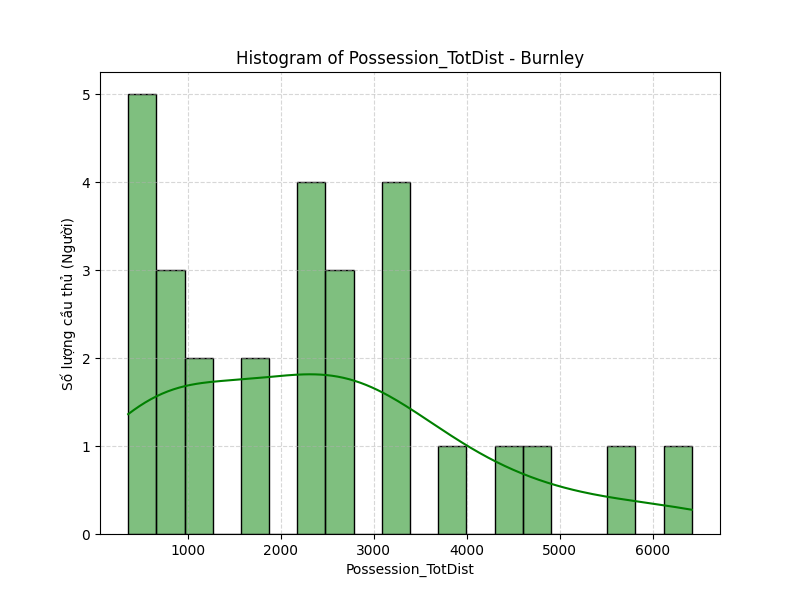 Histogram of Possession_TotDist - Burnley
Số lượng cầu thủ (Người)
5
4
3
2
1
0
1000 2000 3000 4000 5000 6000
Possession_TotDist